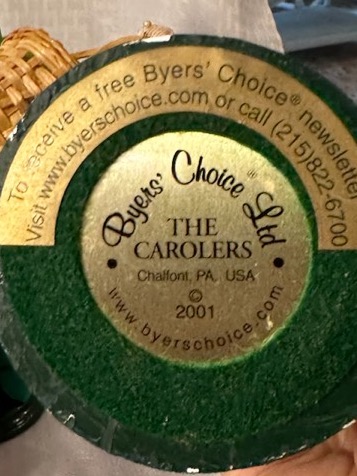 To receive a free Byers' Choice® newsletter
Visit www.byerschoice.com or call (215)822-6700
Byers' Choice® Ltd
THE
CAROLERS
Chalfont, PA, USA
©
2001
www.byerschoice.com